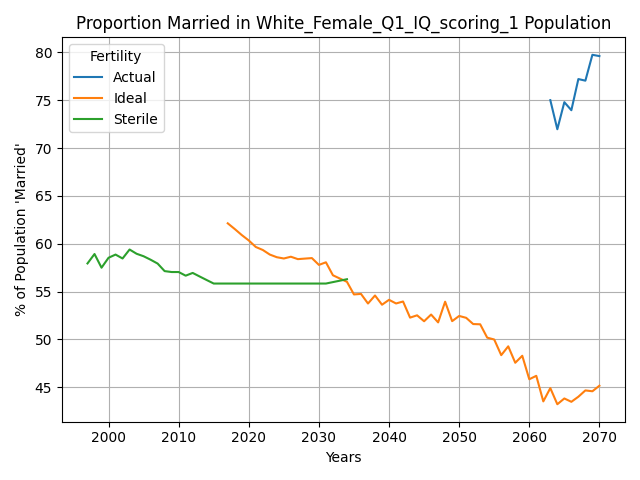 Proportion Married in White_Female_Q1_IQ_scoring_1 Population
% of Population 'Married'
80
75
70
65
60
55
50
45
Fertility
Actual
Ideal
Sterile
2000 2010 2020 2030 2040 2050 2060 2070
Years